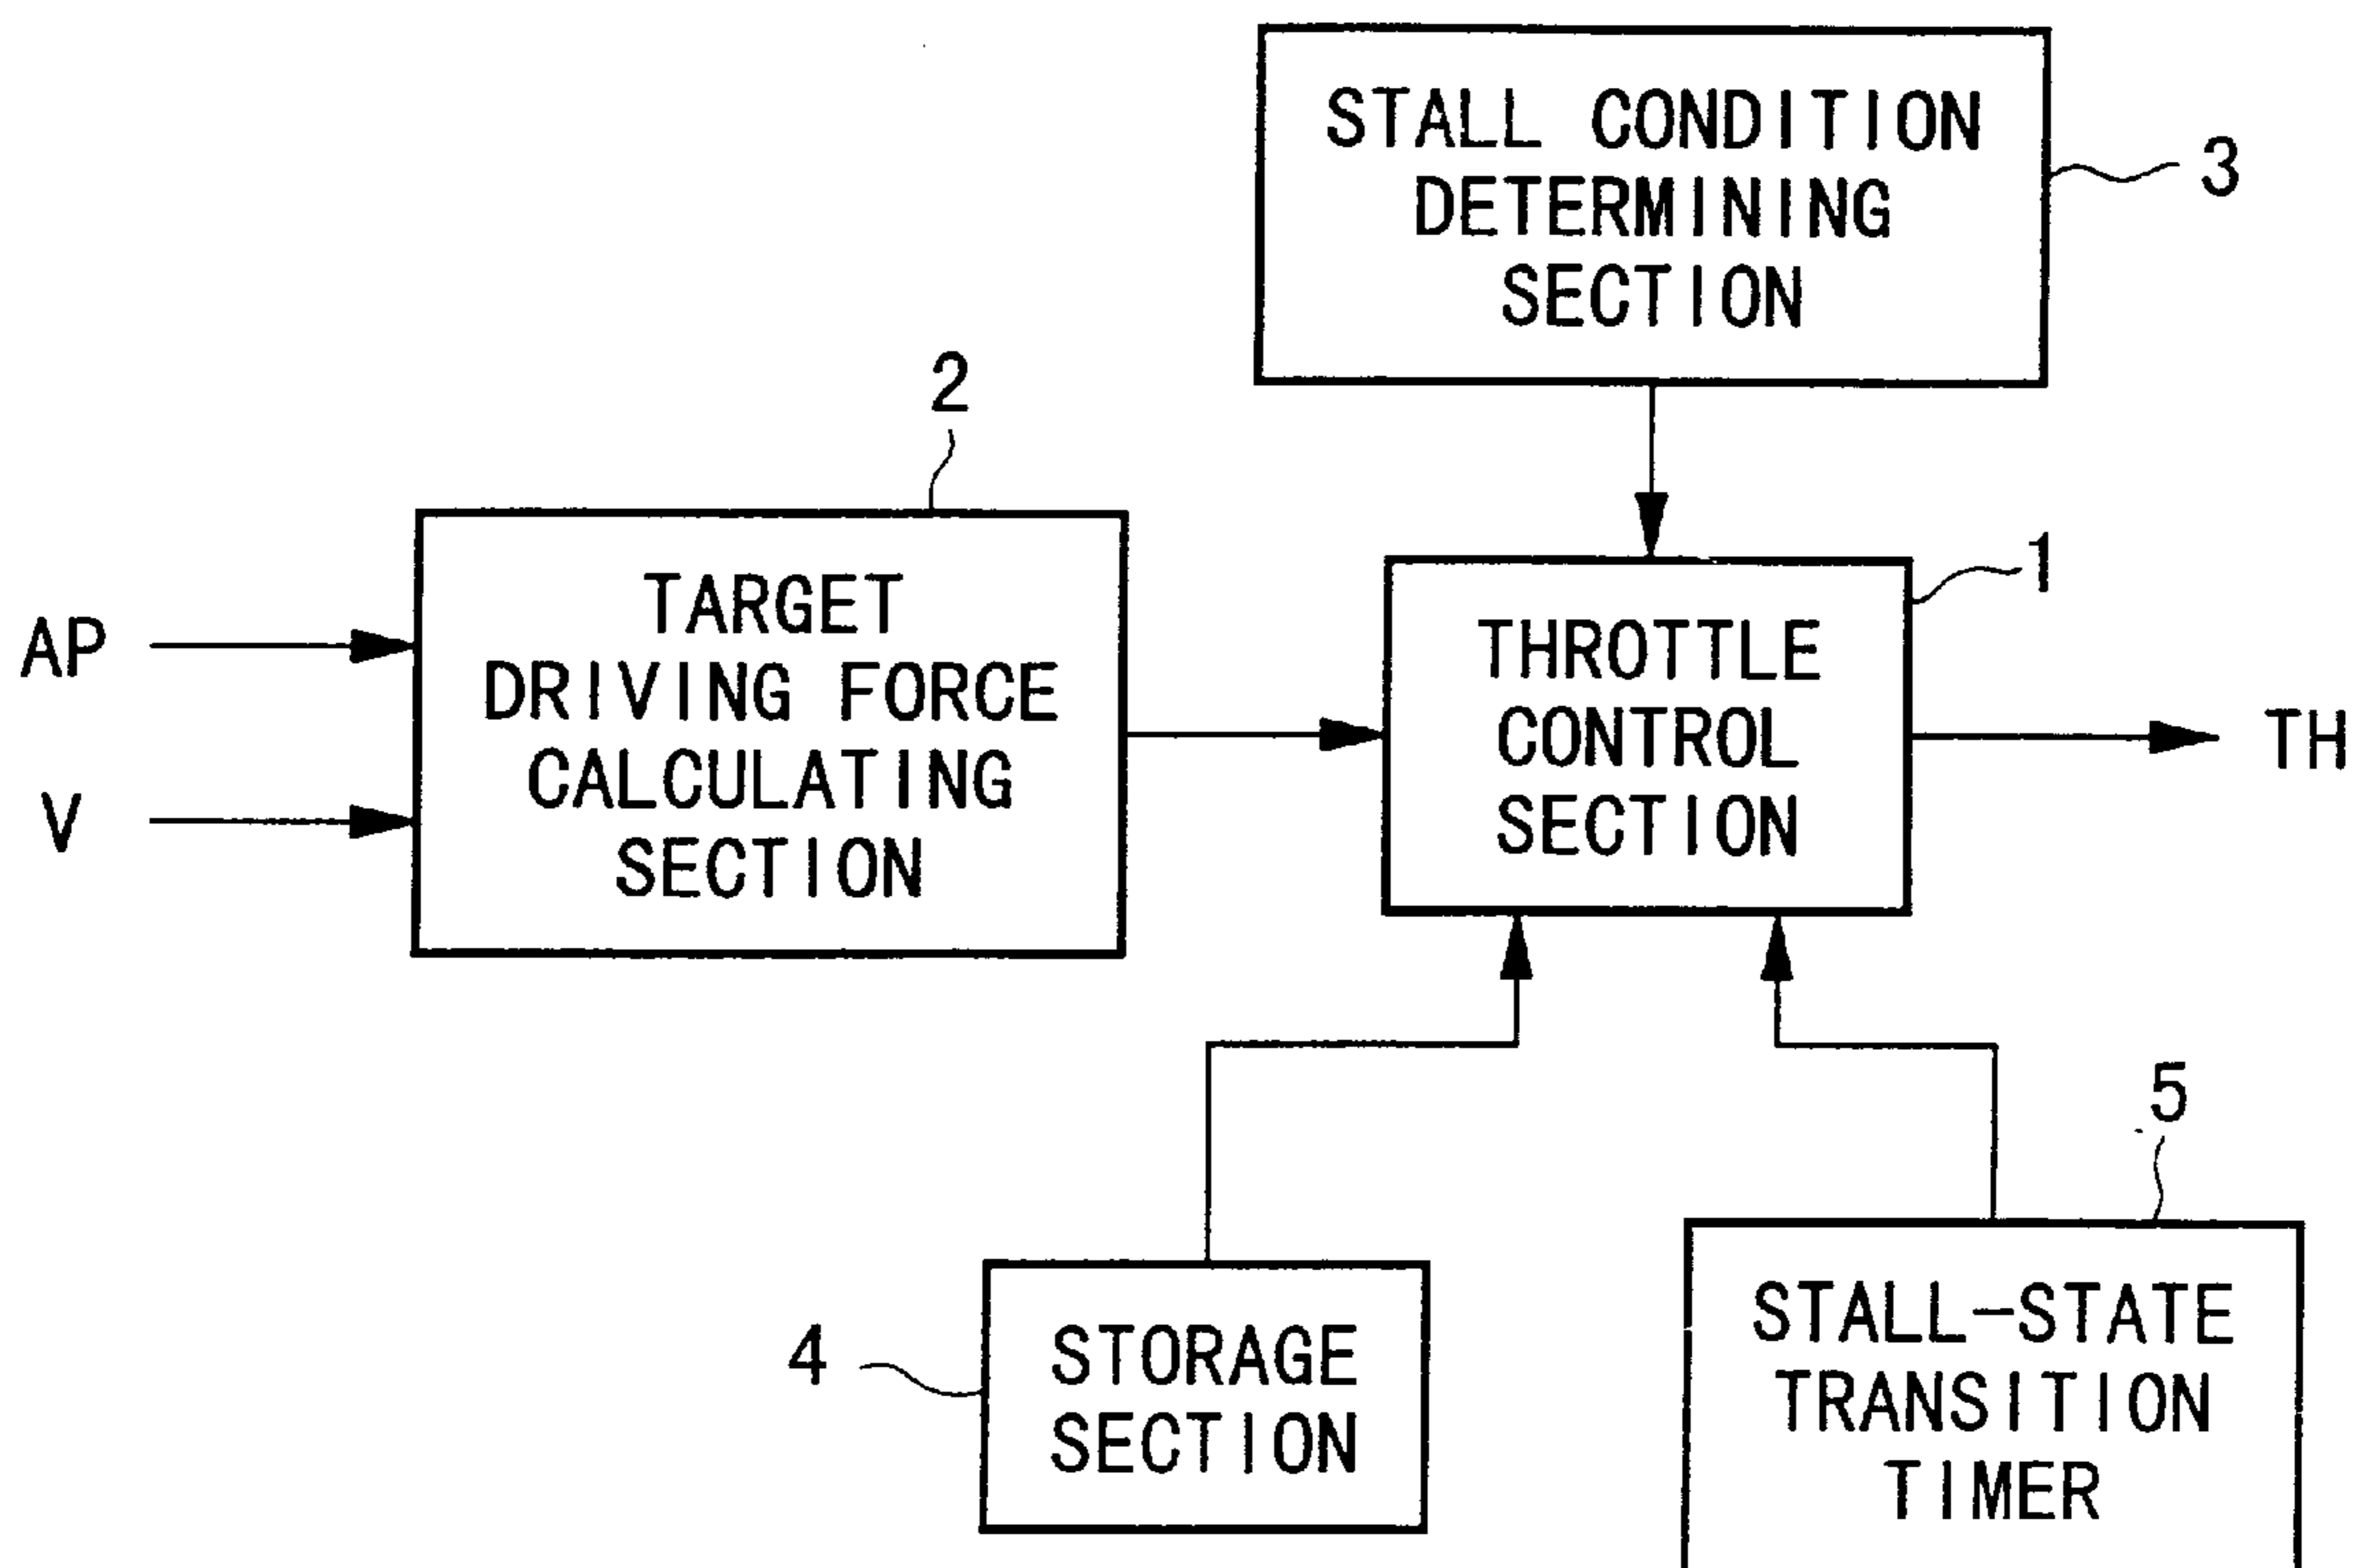 STALL CONDITION
DETERMINING
SECTION
3
2
TARGET
DRIVING FORCE
CALCULATING
SECTION
AP
V
1
THROTTLE
CONTROL
SECTION
TH
4
STORAGE
SECTION
5
STALL-STATE
TRANSITION
TIMER